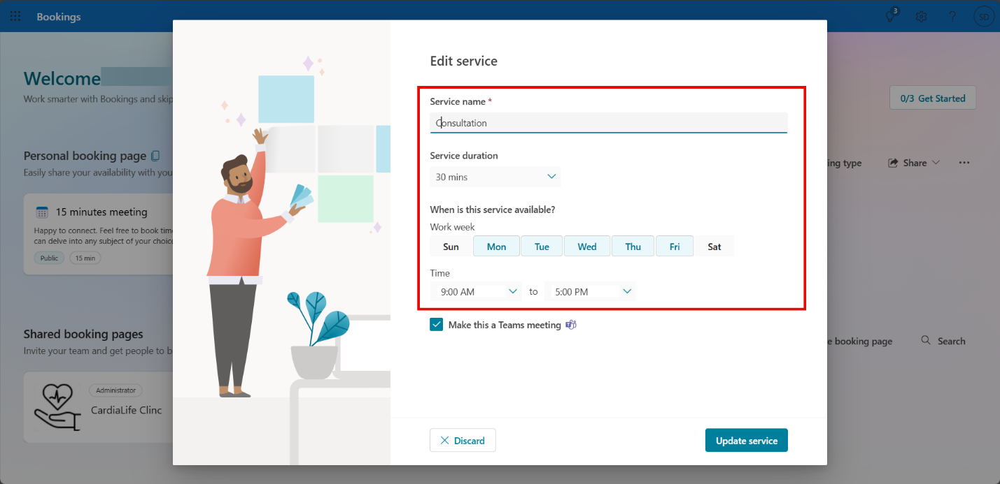 Bookings
3
SD
Welcome
Work smarter with Bookings and skip
0/3 Get Started
Personal booking page
Easily share your availability with you
ing type
Share
15 minutes meeting
Happy to connect. Feel free to book time
can delve into any subject of your choice
Public
15 min
Shared booking pages
Invite your team and get people to b
e booking page
Search
Administrator
CardiaLife Clinc
Edit service
Service name *
Consultation
Service duration
30 mins
When is this service available?
Work week
Sun Mon Tue Wed Thu Fri Sat
Time
9:00 AM to 5:00 PM
Make this a Teams meeting
Discard
Update service